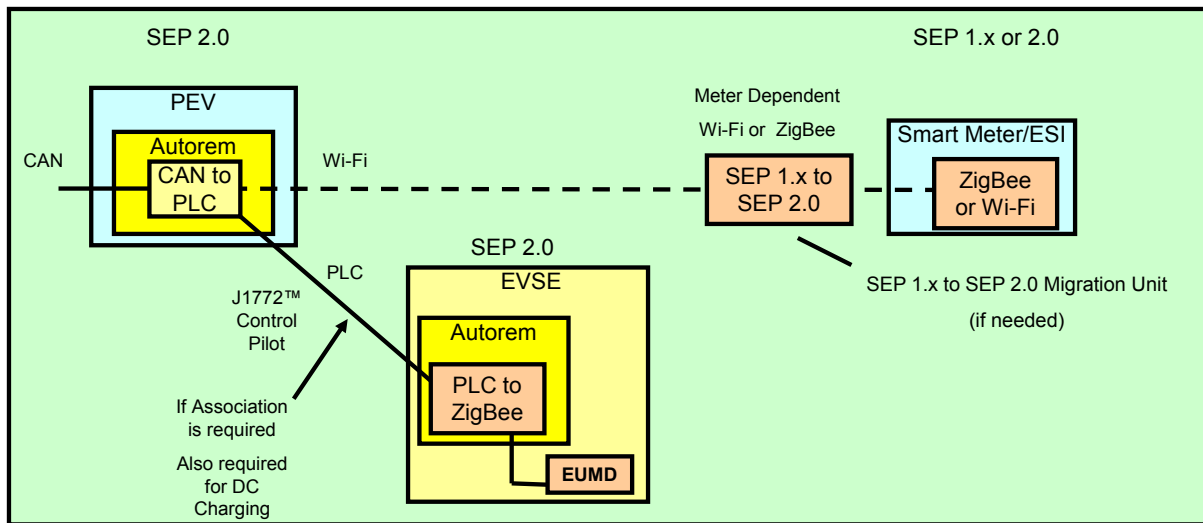 SEP 2.0
SEP 1.x or 2.0
PEV
Autorem
CAN to
PLC
CAN
Wi-Fi
Meter Dependent
Wi-Fi or ZigBee
SEP 1.x to
SEP 2.0
Smart Meter/ESI
ZigBee
or Wi-Fi
SEP 1.x to SEP 2.0 Migration Unit
(if needed)
PLC
J1772™
Control
Pilot
If Association
is required
Also required
for DC
Charging
SEP 2.0
EVSE
Autorem
PLC to
ZigBee
EUMD